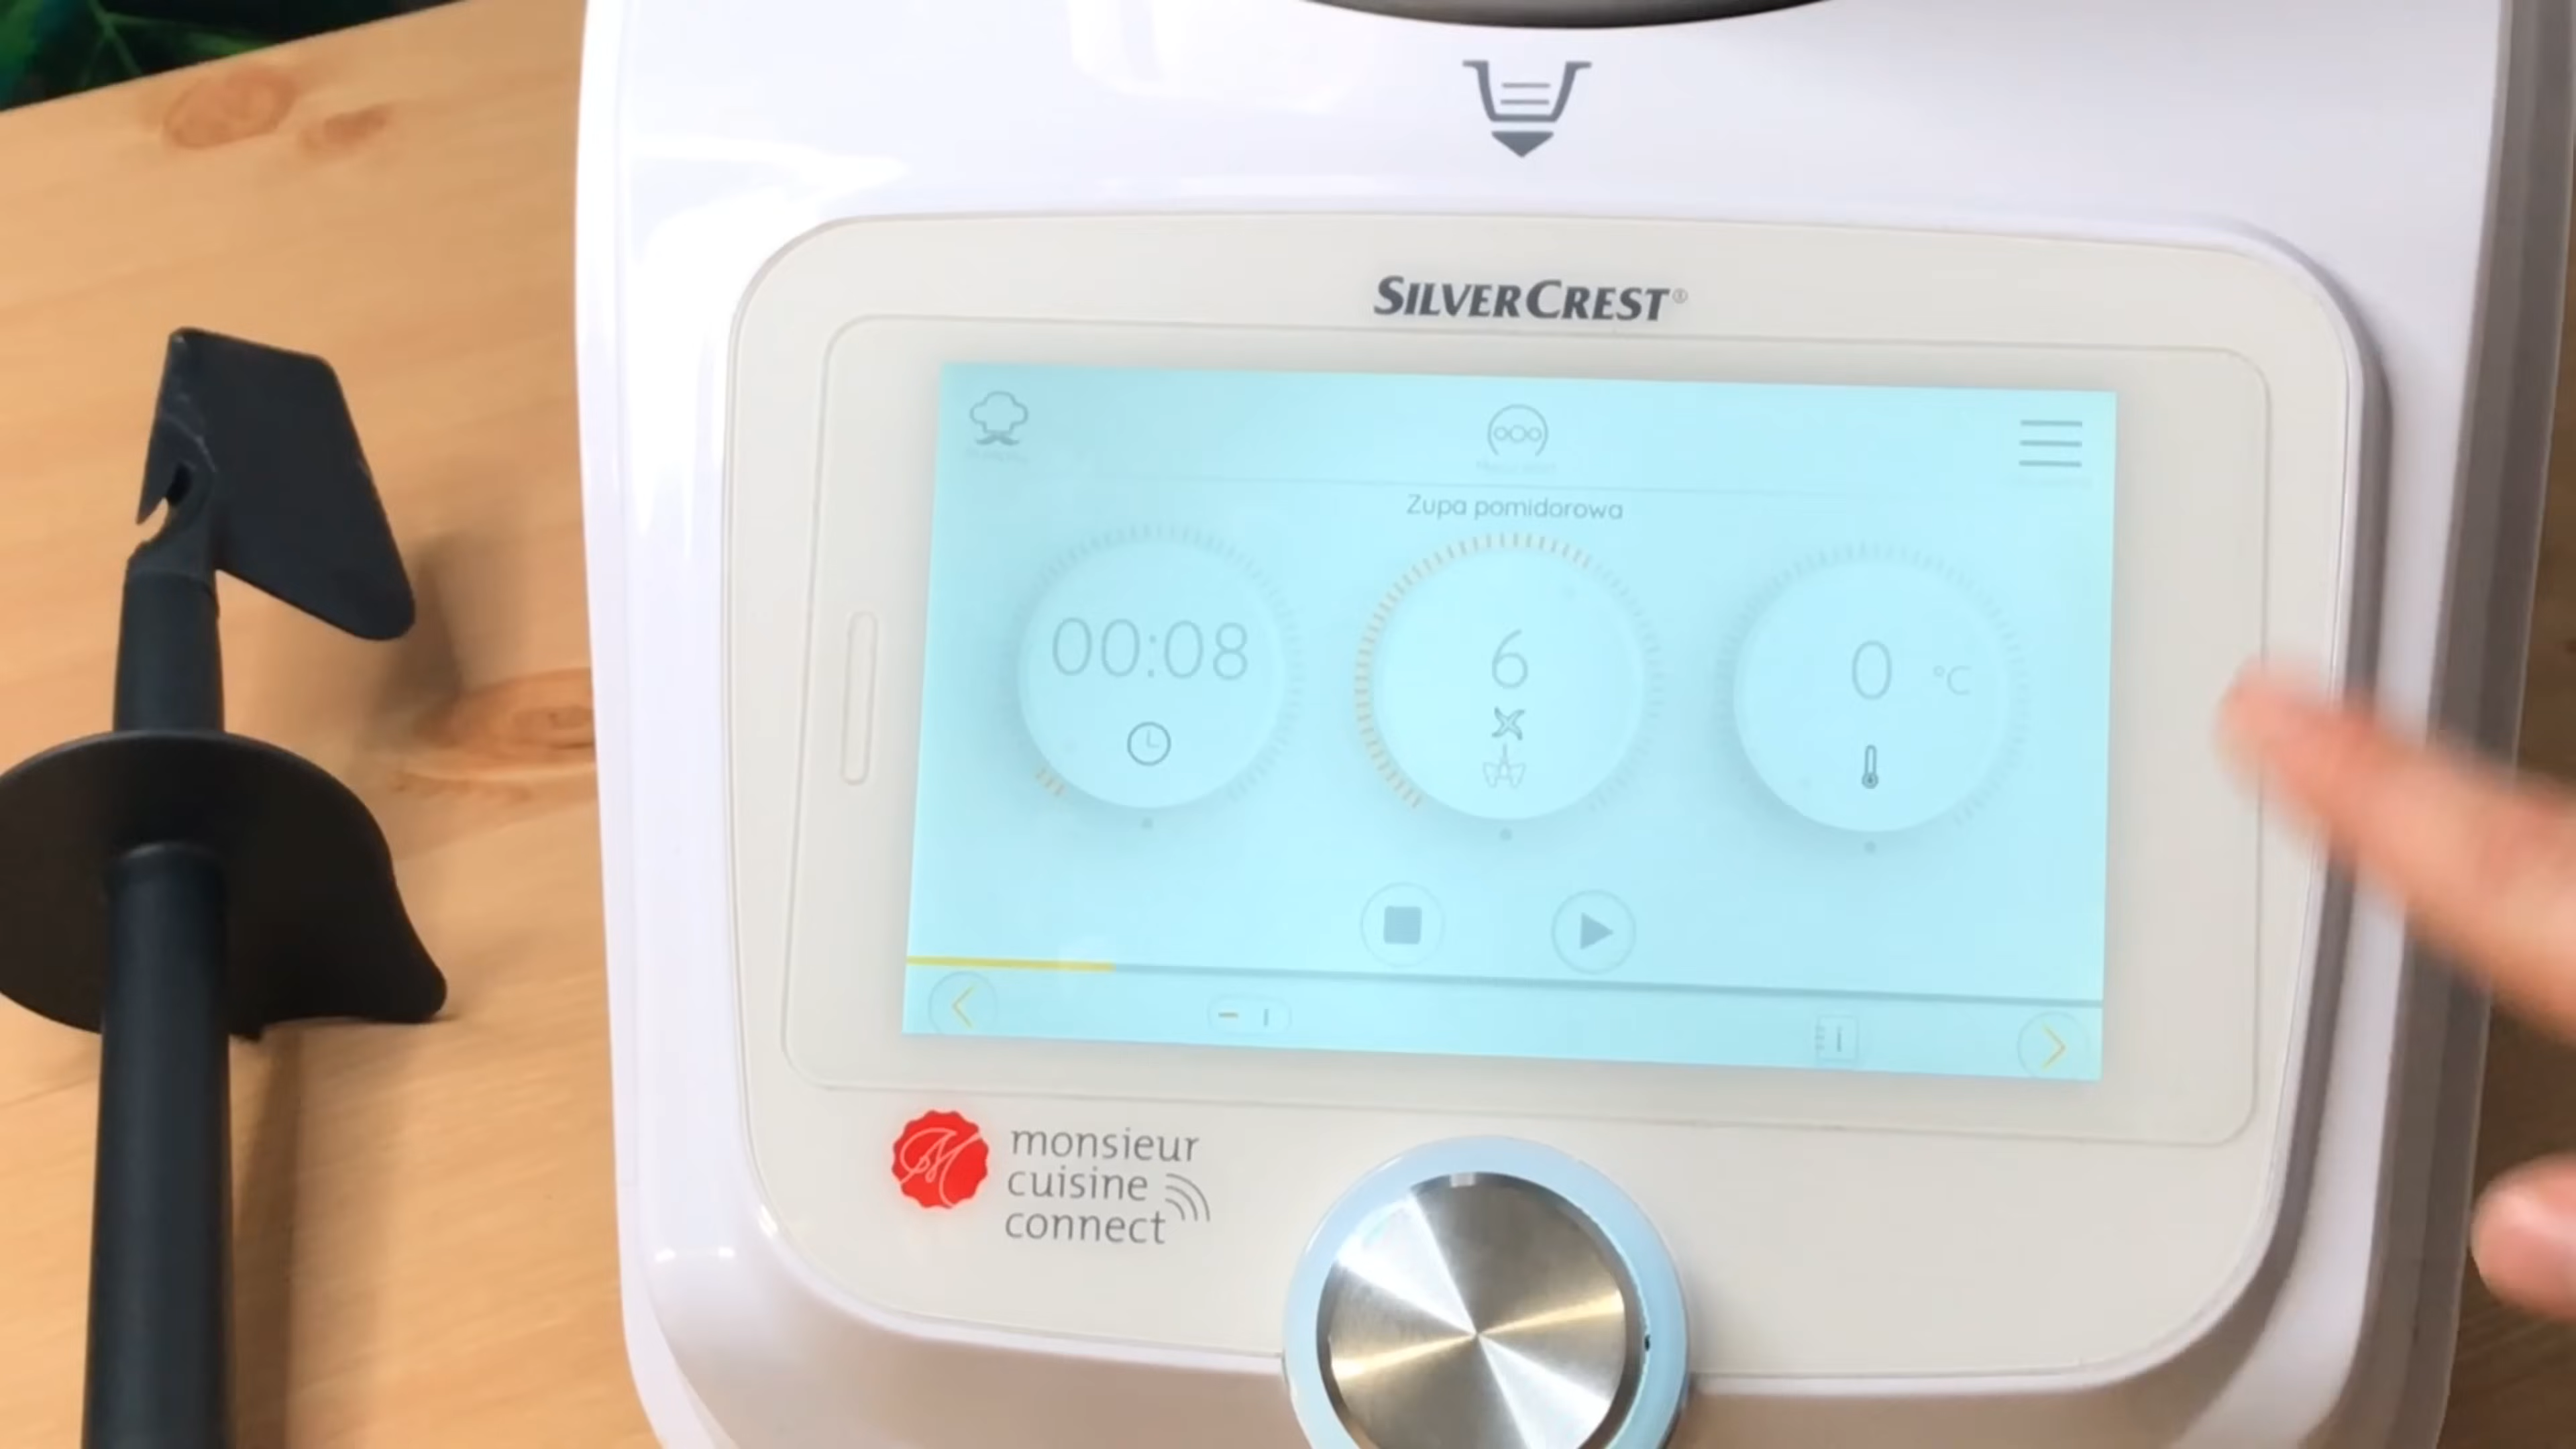 SILVERCREST®
Zupa pomidorowa
00:08
6
0 °C
monsieur
cuisine
connect